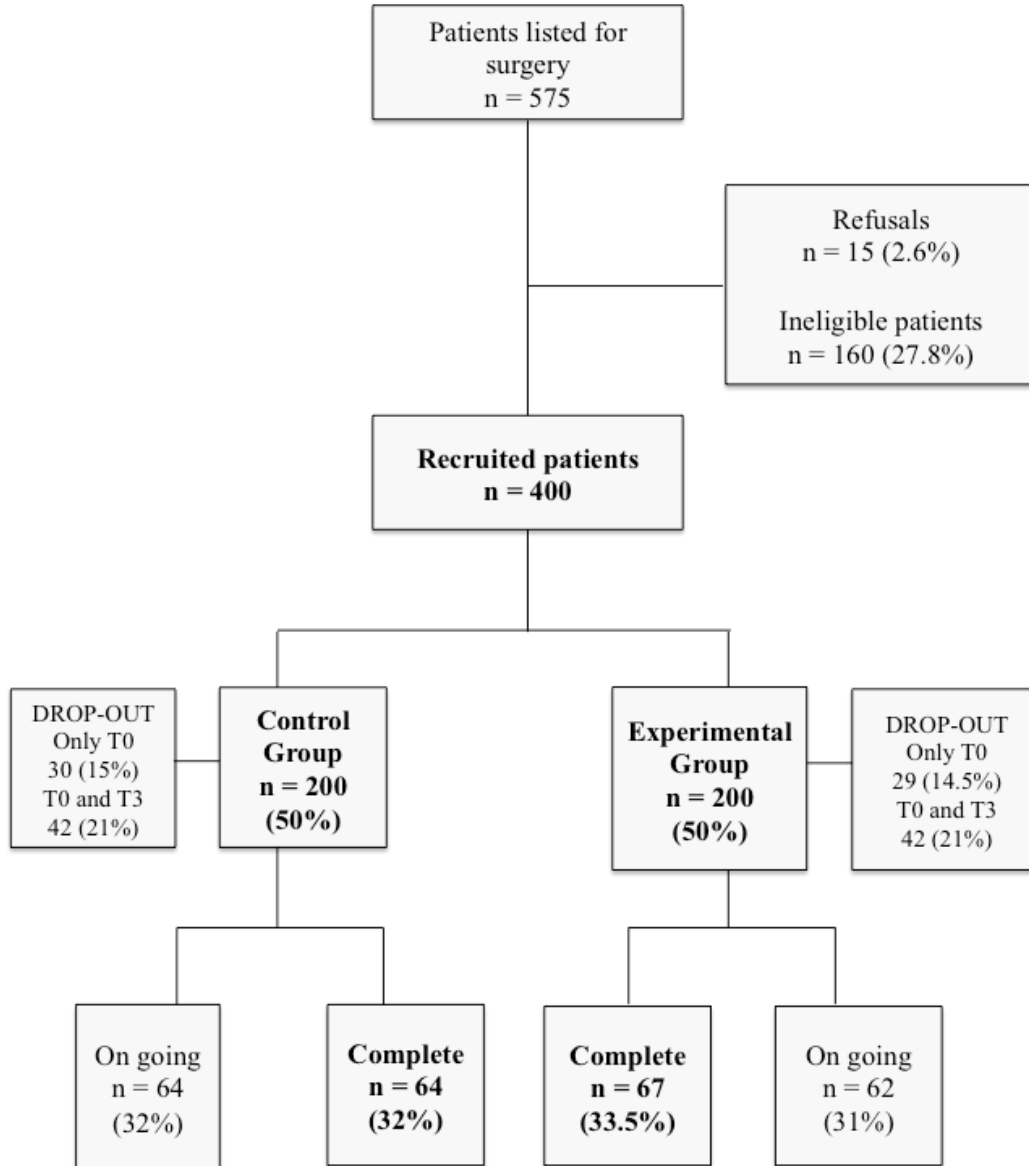 Patients listed for
surgery
n = 575
Refusals
n = 15 (2.6%)
Ineligible patients
n = 160 (27.8%)
Recruited patients
n = 400
DROP-OUT
Only T0
30 (15%)
T0 and T3
42 (21%)
Control
Group
n = 200
(50%)
Experimental
Group
n = 200
(50%)
DROP-OUT
Only T0
29 (14.5%)
T0 and T3
42 (21%)
On going
n = 64
(32%)
Complete
n = 64
(32%)
Complete
n = 67
(33.5%)
On going
n = 62
(31%)